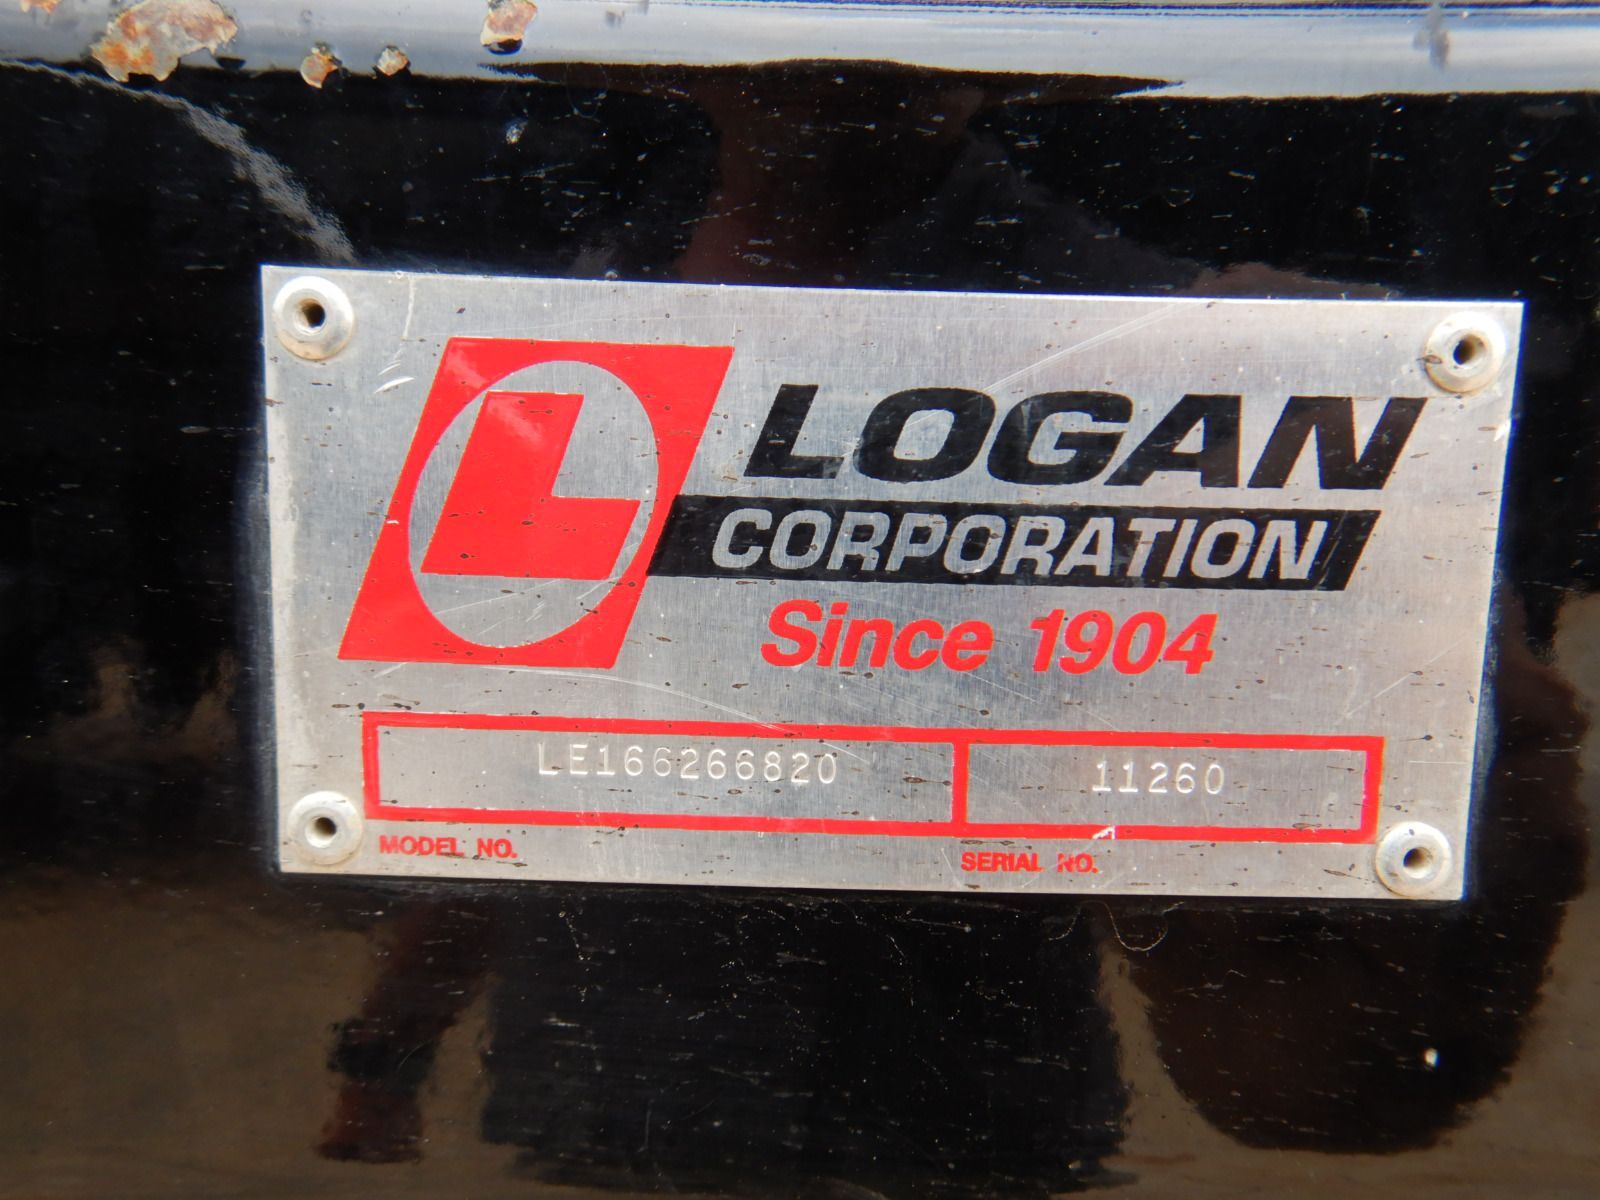 L
LOGAN
CORPORATION
Since 1904
LE166266820
11260
MODEL NO.
SERIAL NO.